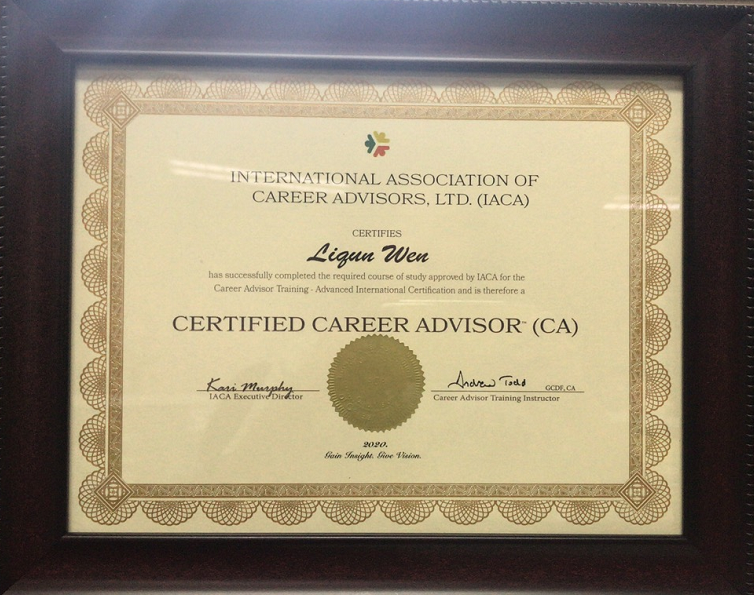 INTERNATIONAL ASSOCIATION OF
CAREER ADVISORS, LTD. (IACA)
CERTIFIES
Liqun Wen
has successfully completed the required course of study approved by IACA for the
Career Advisor Training - Advanced International Certification and is therefore a
CERTIFIED CAREER ADVISOR™ (CA)
Kari Murphy
IACA Executive Director
Andrew Todd GCDF, CA
Career Advisor Training Instructor
2020.
Gain Insight. Give Vision.